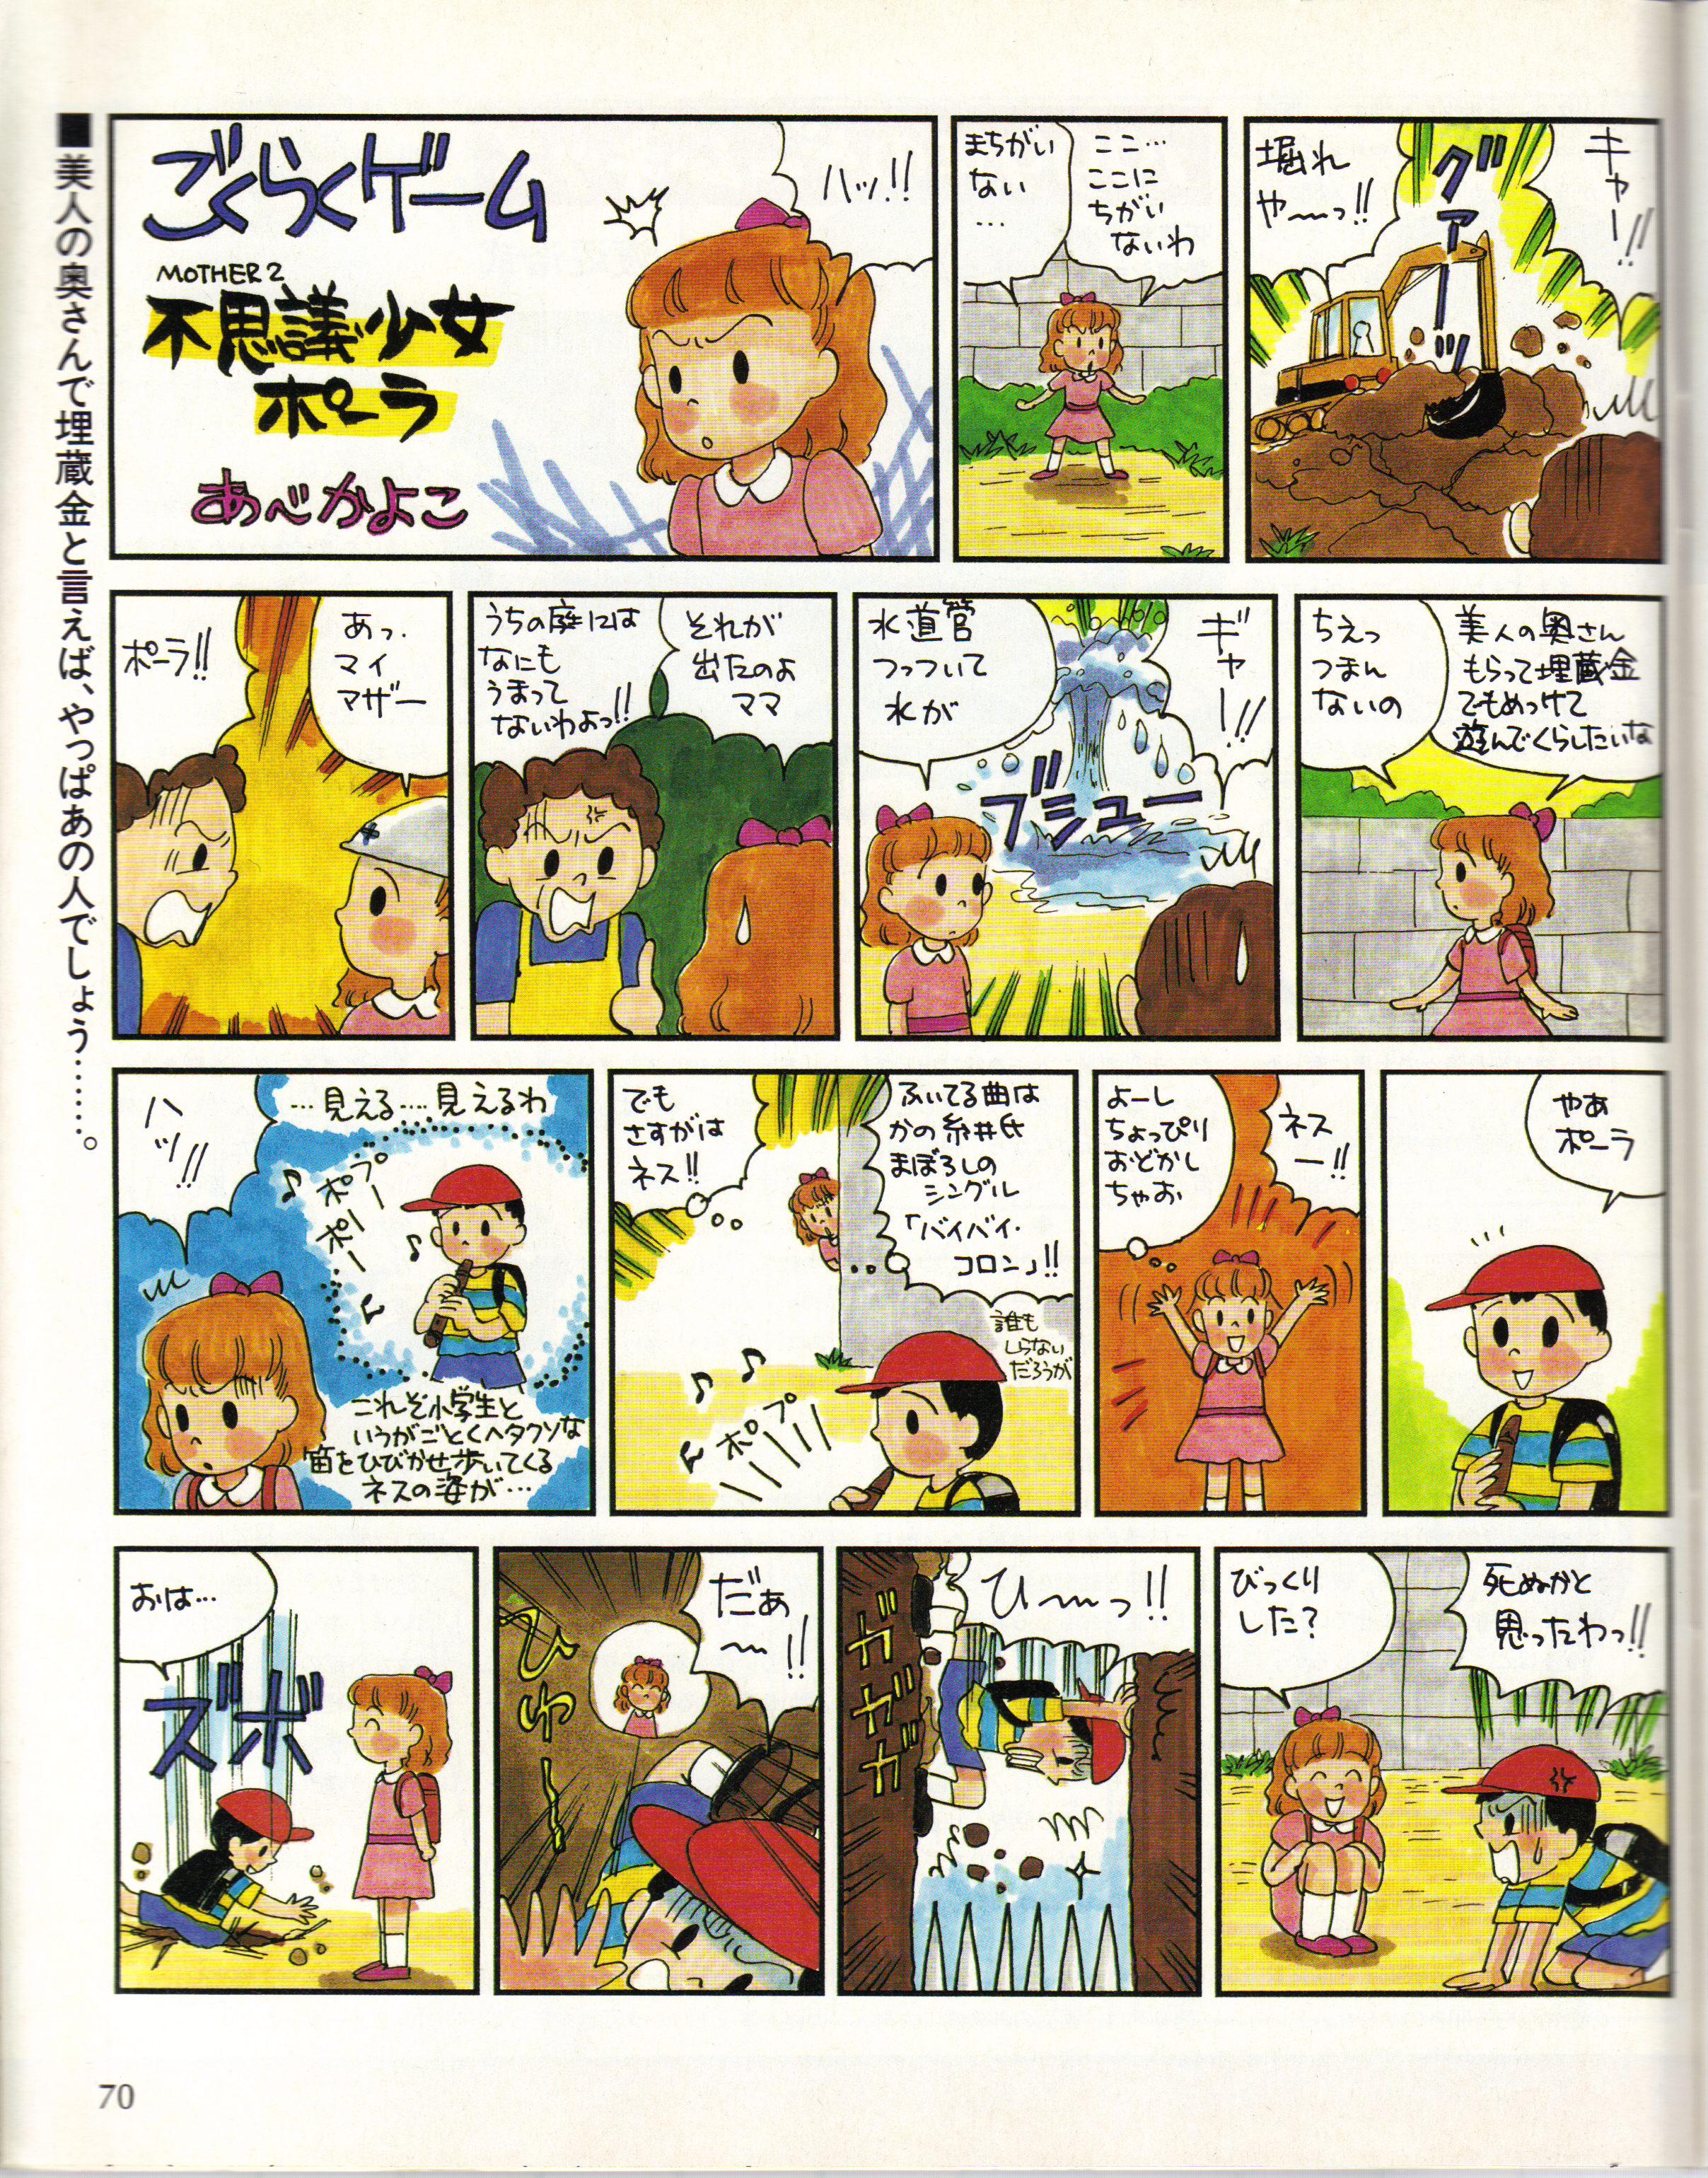 ■美人の奥さんで埋蔵金と言えば、やっぱあの人でしょう……。
ごくらくゲーム
MOTHER2
不思議少女
ポーラ
あべかよこ
ハッ!!
まちがい
ない
…
ここ…
ここに
ちがい
ないわ
堀れ
や〜っ!!
グァーッ
キャー!!
ポーラ!!
あっ.
マイ
マザー
うちの庭には
なにも
うまって
ないわよっ!!
それが
出たのよ
ママ
水道管
つっついて
水が
ブシュー
ギャー!!
ちえっ
つまん
ないの
美人の奥さん
もらって埋蔵金
でもめっけて
遊んでくらしたいな
ハッ!!
…見える…. 見えるわ
ポプー
ポー
これぞ小学生と
いうがごとくヘタクソな
笛をひびかせ歩いてくる
ネスの姿が…
でも
さすがは
ネス!!
ふいてる曲は
かの糸井氏
まぼろしの
シングル
「バイバイ・
コロン」!!
誰も
しらない
だろうが
ポプー
よーし
ちょっぴり
おどかし
ちゃお
ネス
ー!!
やあ
ポーラ
おは…
ズボ
ひゅーー
だぁ
〜!!
ガガガガ
ひ〜〜っ!!
びっくり
した?
死ぬかと
思ったわっ!!
70